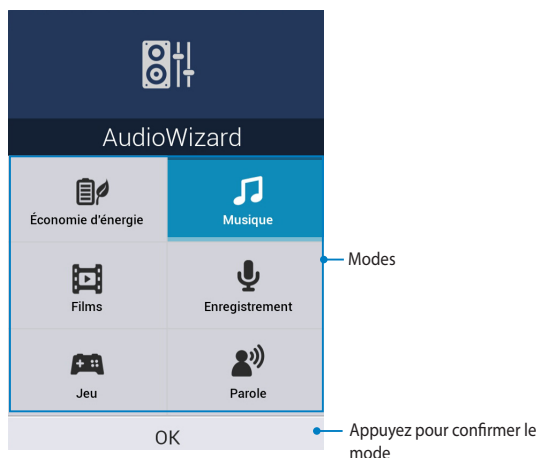 AudioWizard
Économie d'énergie
Musique
Films
Enregistrement
Jeu
Parole
OK
Modes
Appuyez pour confirmer le
mode